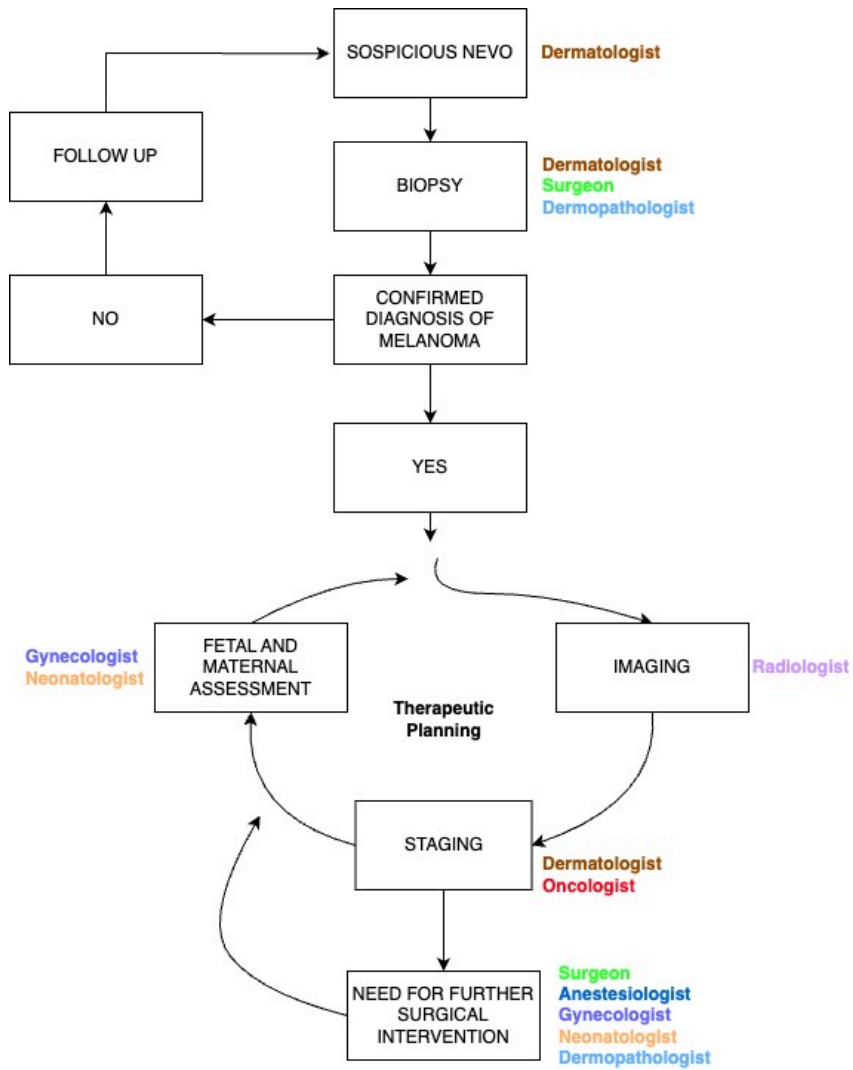 SOSPICIOUS NEVO
Dermatologist
FOLLOW UP
BIOPSY
Dermatologist
Surgeon
Dermopathologist
NO
CONFIRMED
DIAGNOSIS OF
MELANOMA
YES
Gynecologist
Neonatologist
FETAL AND
MATERNAL
ASSESSMENT
IMAGING
Radiologist
Therapeutic
Planning
STAGING
Dermatologist
Oncologist
NEED FOR FURTHER
SURGICAL
INTERVENTION
Surgeon
Anestesiologist
Gynecologist
Neonatologist
Dermopathologist